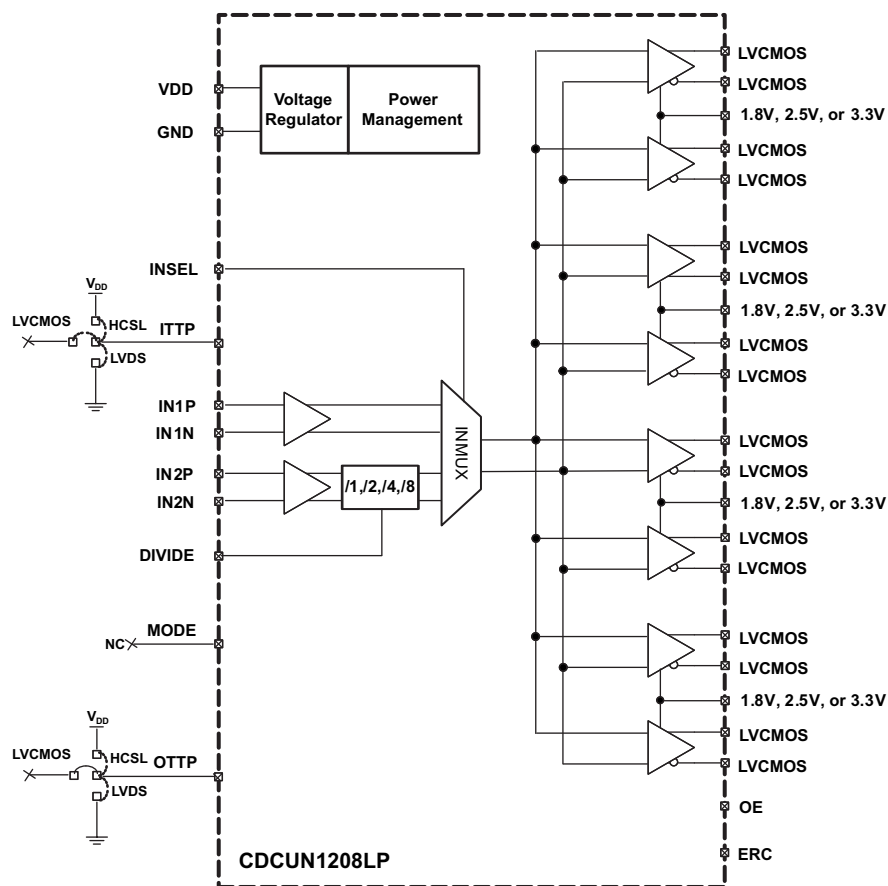 VDD
GND
Voltage
Regulator
Power
Management
INSEL
VDD
LVCMOS
HCSL
ITTP
LVDS
IN1P
IN1N
IN2P
IN2N
/1,/2,/4,/8
INMUX
DIVIDE
MODE
NC
VDD
LVCMOS
HCSL
OTTP
LVDS
CDCUN1208LP
LVCMOS
LVCMOS
1.8V, 2.5V, or 3.3V
LVCMOS
LVCMOS
LVCMOS
LVCMOS
1.8V, 2.5V, or 3.3V
LVCMOS
LVCMOS
LVCMOS
LVCMOS
1.8V, 2.5V, or 3.3V
LVCMOS
LVCMOS
LVCMOS
LVCMOS
1.8V, 2.5V, or 3.3V
LVCMOS
LVCMOS
OE
ERC